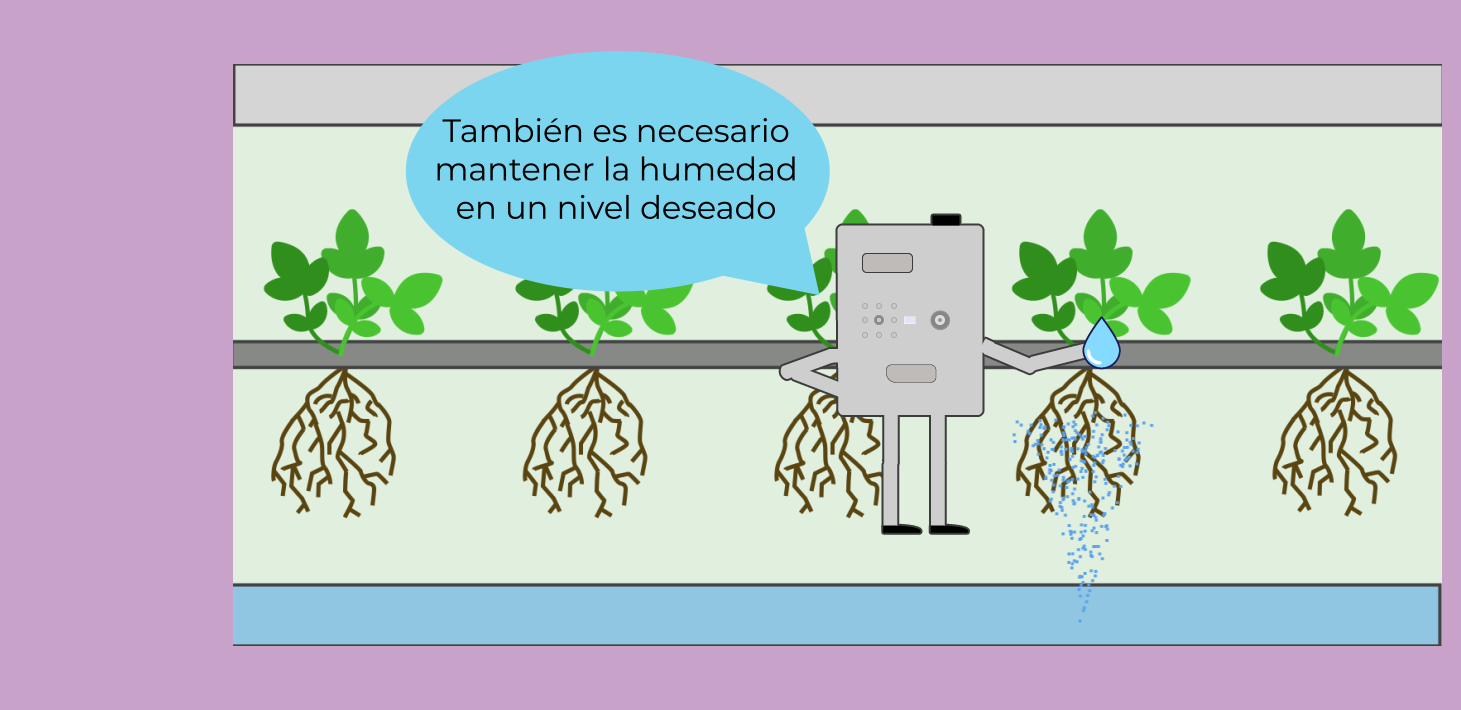 También es necesario
mantener la humedad
en un nivel deseado